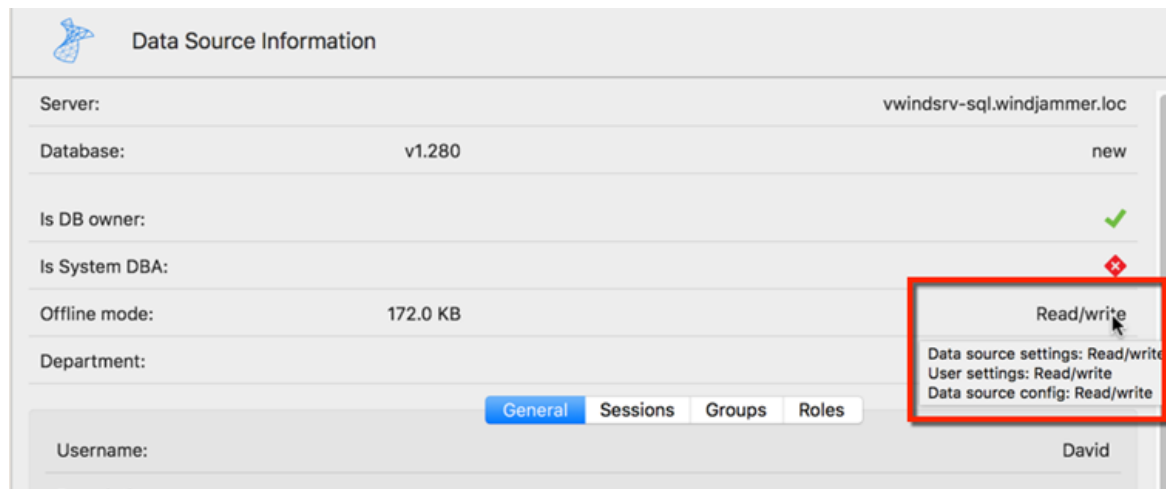 Data Source Information
Server: vwindsrv-sql.windjammer.loc
Database: v1.280 new
Is DB owner:
Is System DBA:
Offline mode: 172.0 KB Read/write
Department:
Data source settings: Read/write
User settings: Read/write
Data source config: Read/write
General Sessions Groups Roles
Username: David